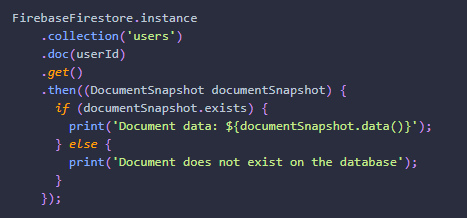 FirebaseFirestore.instance
.collection('users')
.doc(userId)
.get()
.then((DocumentSnapshot documentSnapshot) {
if (documentSnapshot.exists) {
print('Document data: ${documentSnapshot.data()}');
} else {
print('Document does not exist on the database');
}
});